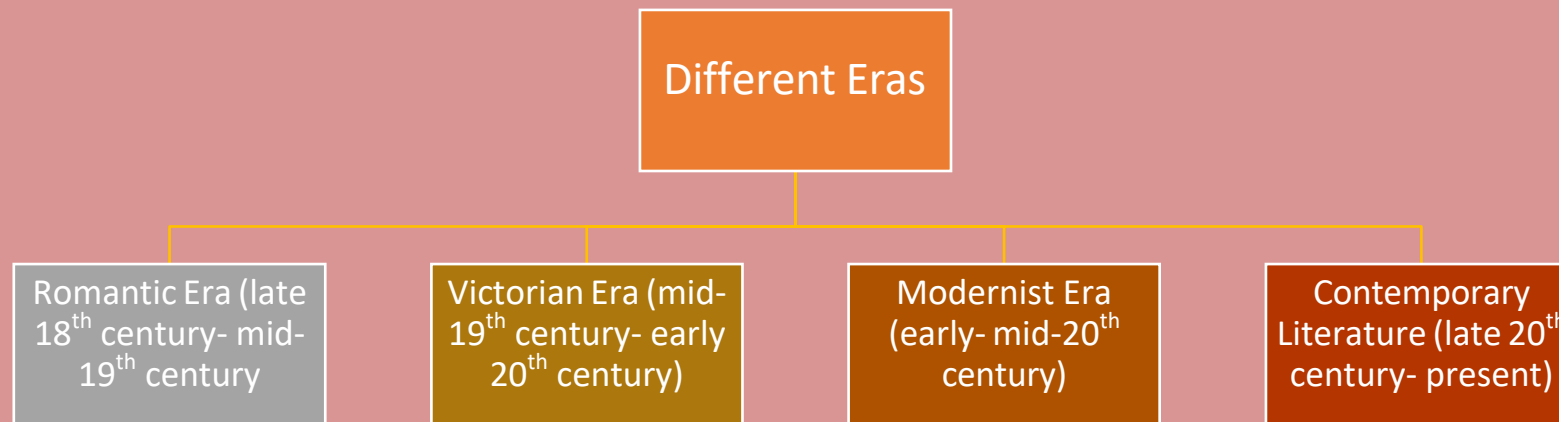 Different Eras
Romantic Era (late
18th century- mid-
19th century
Victorian Era (mid-
19th century- early
20th century)
Modernist Era
(early- mid-20th
century)
Contemporary
Literature (late 20th
century- present)